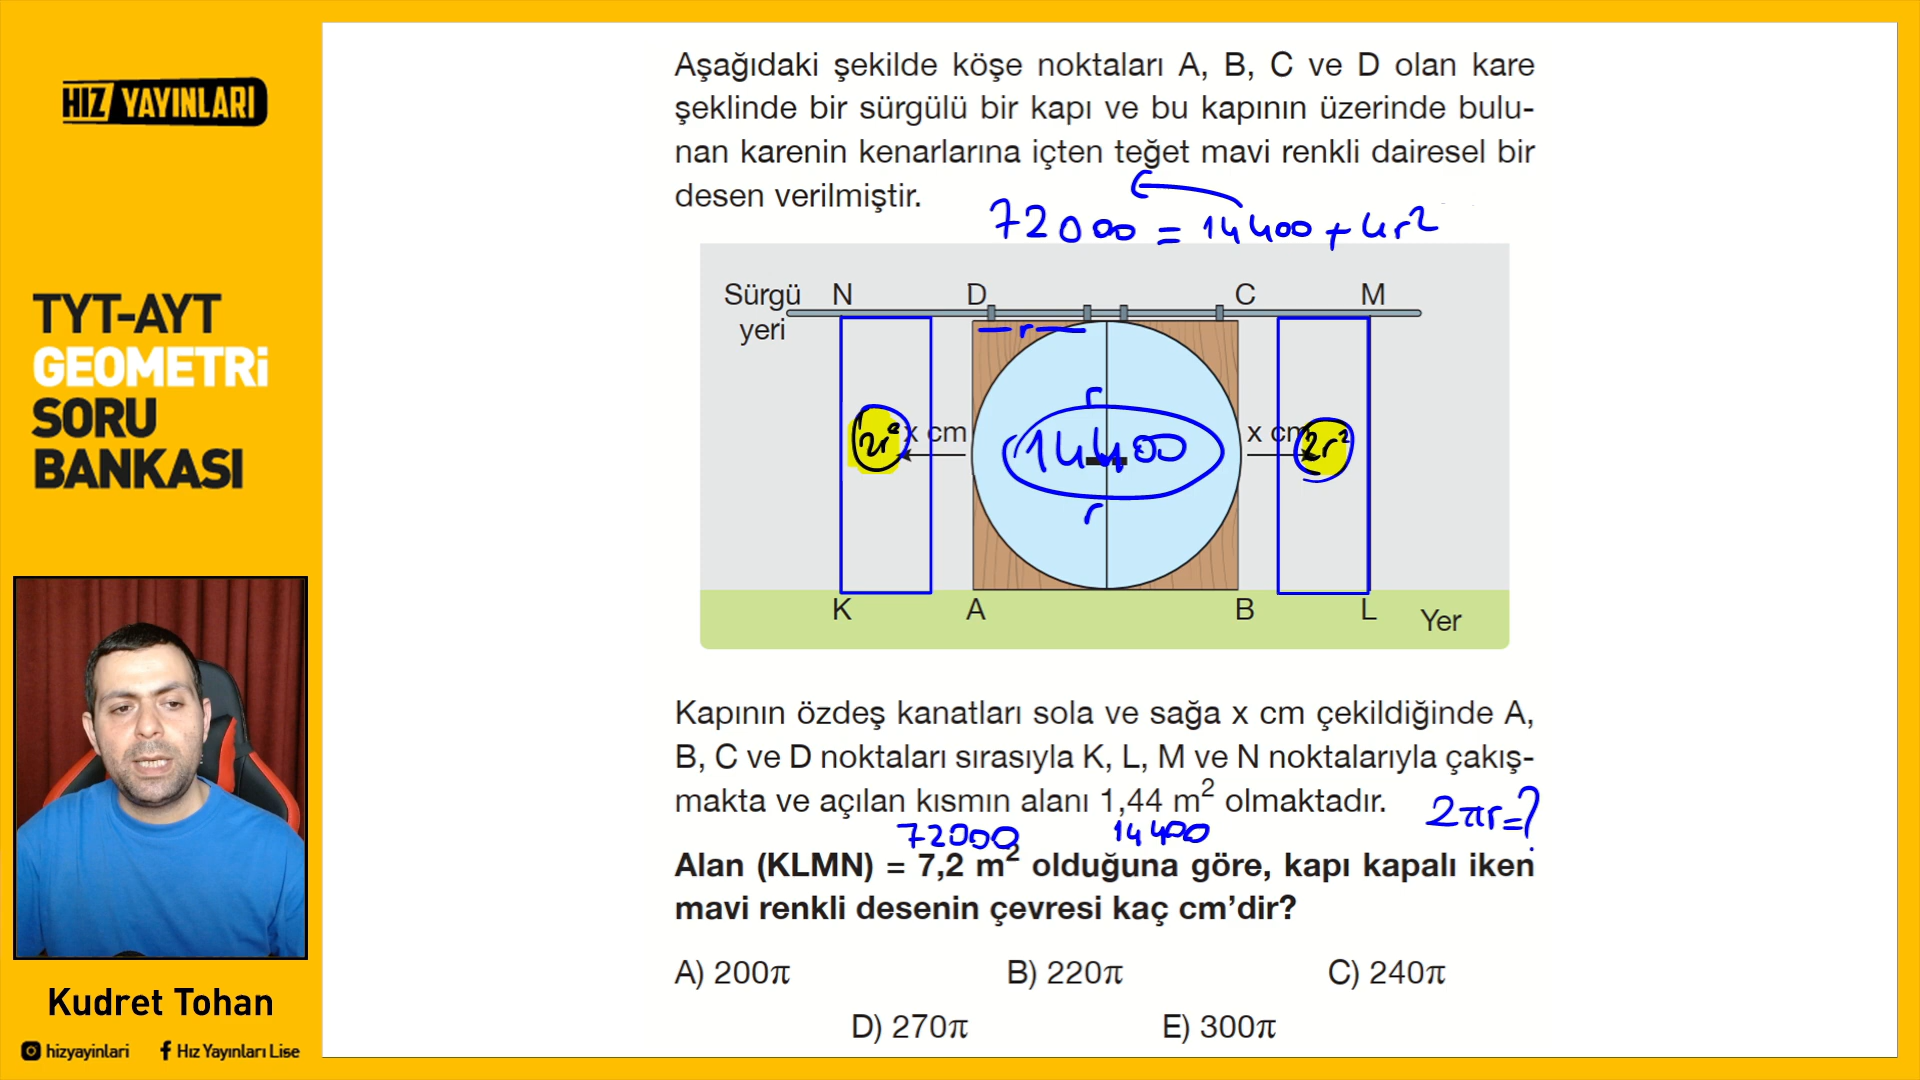 HIZ YAYINLARI
TYT-AYT
GEOMETRİ
SORU
BANKASI
Kudret Tohan
hizyayinlari
Hız Yayınları Lise
Aşağıdaki şekilde köşe noktaları A, B, C ve D olan kare
şeklinde bir sürgülü bir kapı ve bu kapının üzerinde bulu-
nan karenin kenarlarına içten teğet mavi renkli dairesel bir
desen verilmiştir.
72000 = 14400 + 4r²
Sürgü
yeri
N
D
C
M
r
r
2r²
x cm
14400
x cm
2r²
r
K
A
B
L
Yer
Kapının özdeş kanatları sola ve sağa x cm çekildiğinde A,
B, C ve D noktaları sırasıyla K, L, M ve N noktalarıyla çakış-
makta ve açılan kısmın alanı 1,44 m² olmaktadır.
2πr=?
72000
14400
Alan (KLMN) = 7,2 m² olduğuna göre, kapı kapalı iken
mavi renkli desenin çevresi kaç cm’dir?
A) 200π
B) 220π
C) 240π
D) 270π
E) 300π